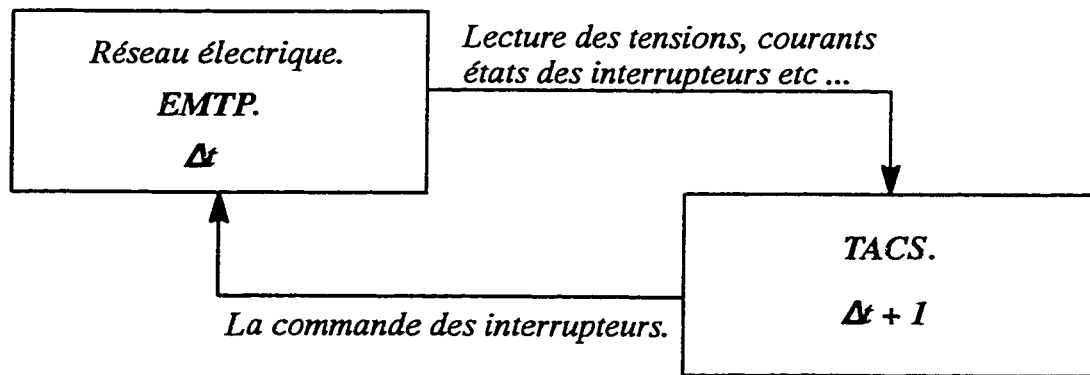 Réseau électrique.
EMTP.
Δt
Lecture des tensions, courants
états des interrupteurs etc ...
TACS.
Δt + 1
La commande des interrupteurs.